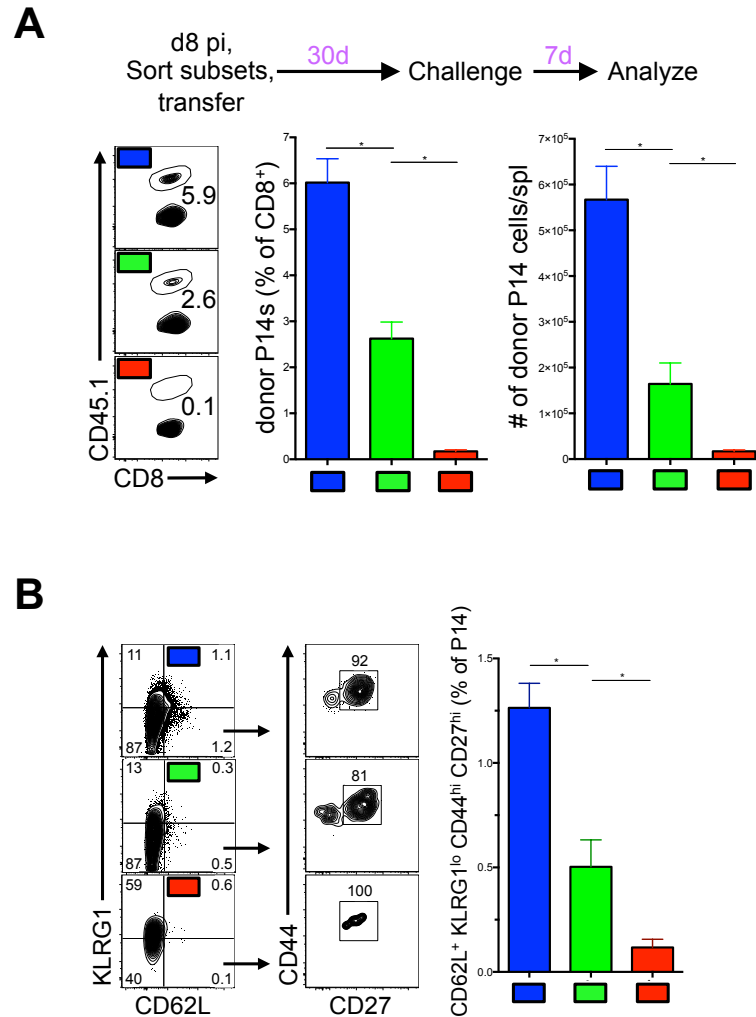 A
d8 pi,
Sort subsets,
transfer
30d
Challenge
7d
Analyze
CD45.1
CD8
5.9
2.6
0.1
donor P14s (% of CD8⁺)
7
6
5
4
3
2
1
0
*
*
# of donor P14 cells/spl
7×10⁵
6×10⁵
5×10⁵
4×10⁵
3×10⁵
2×10⁵
1×10⁵
0
*
*
B
KLRG1
CD62L
11
1.1
87
1.2
13
0.3
87
0.5
59
0.6
40
0.1
CD44
CD27
92
81
100
CD62L⁺ KLRG1ˡᵒ CD44ʰⁱ CD27ʰⁱ (% of P14)
1.5
1.0
0.5
0.0
*
*